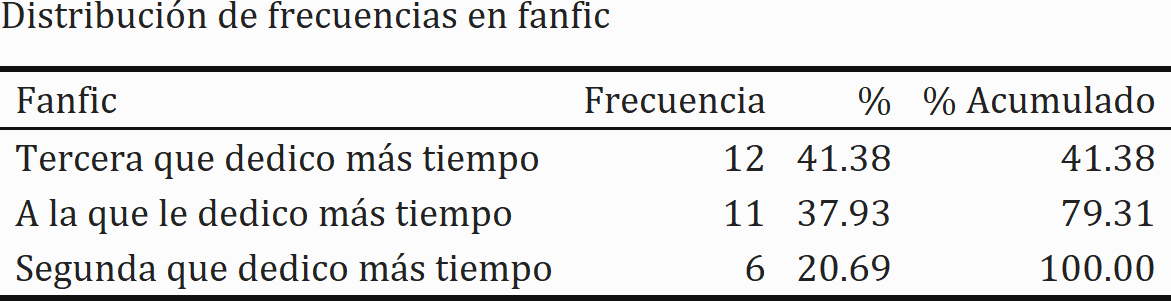 Distribución de frecuencias en fanfic
Fanfic Frecuencia % % Acumulado
Tercera que dedico más tiempo 12 41.38 41.38
A la que le dedico más tiempo 11 37.93 79.31
Segunda que dedico más tiempo 6 20.69 100.00